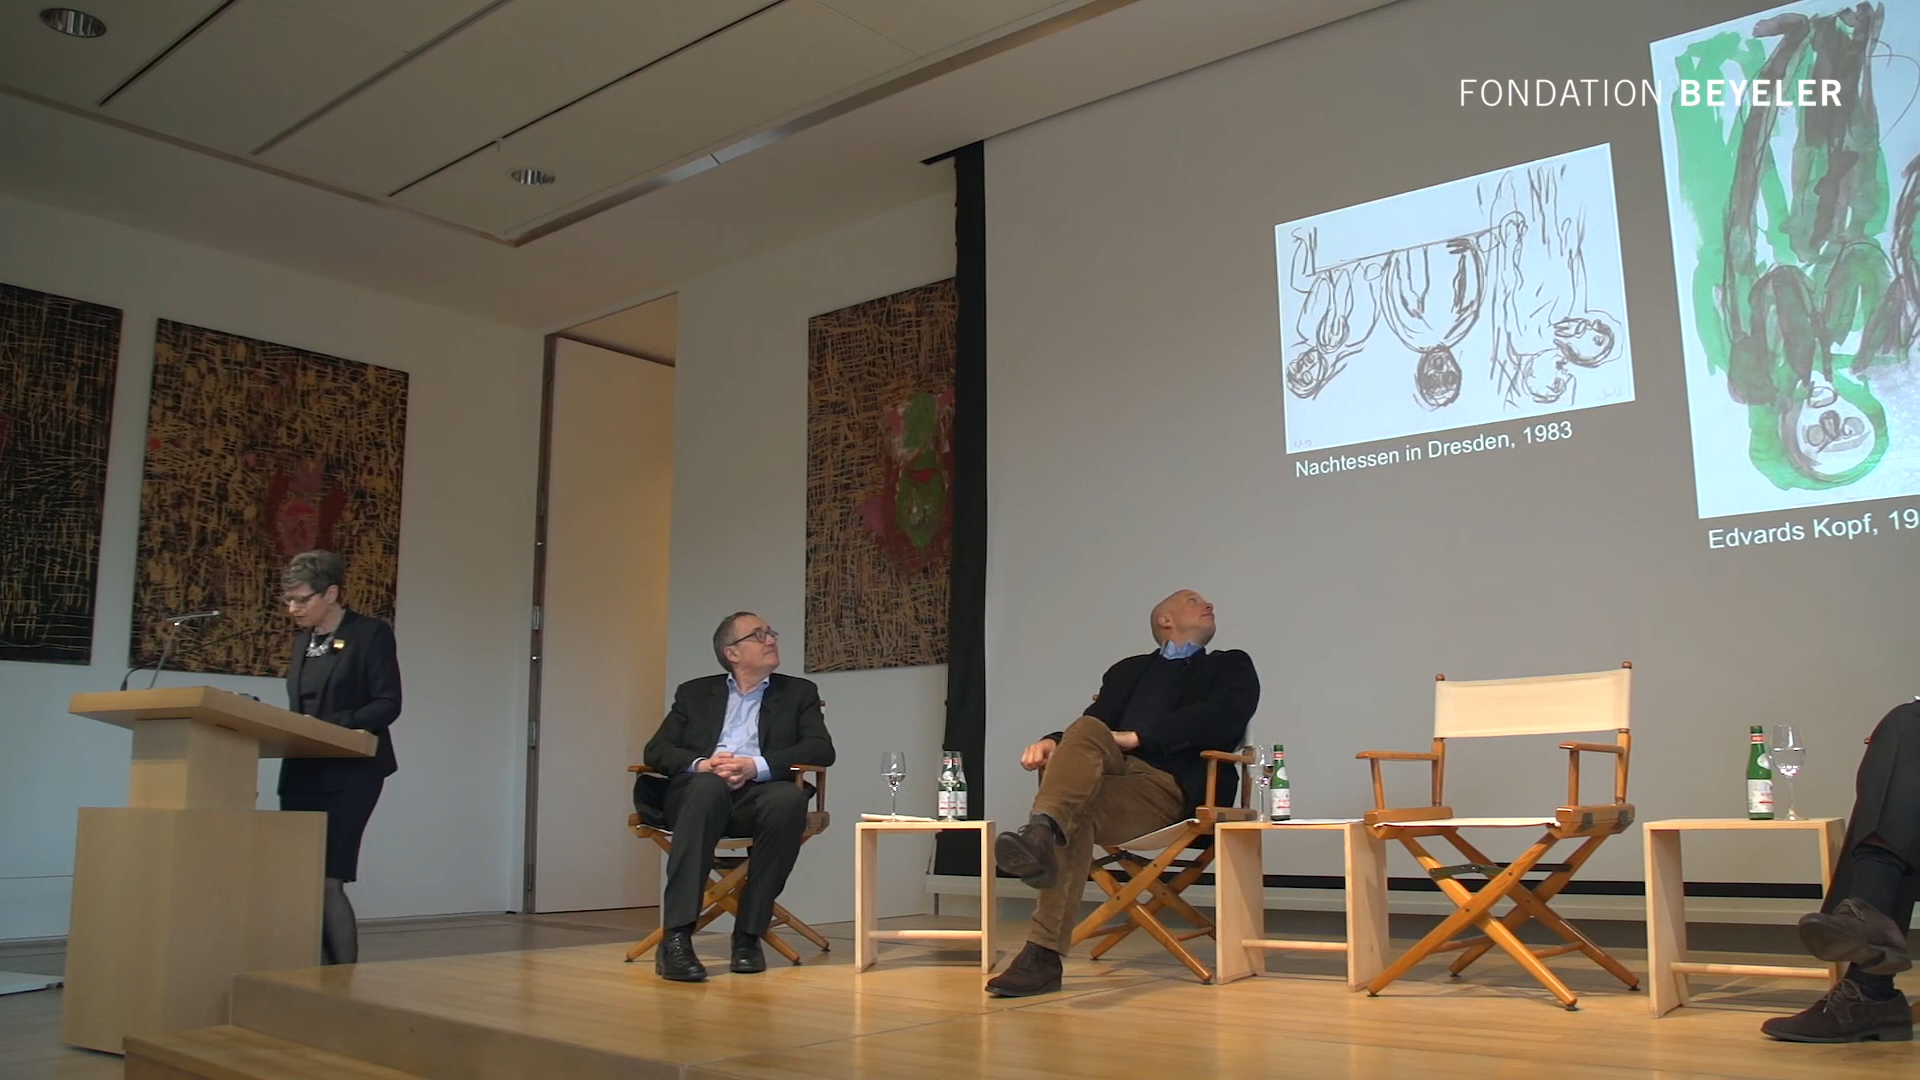 FONDATION BEYELER
Nachtessen in Dresden, 1983
Edvards Kopf, 19